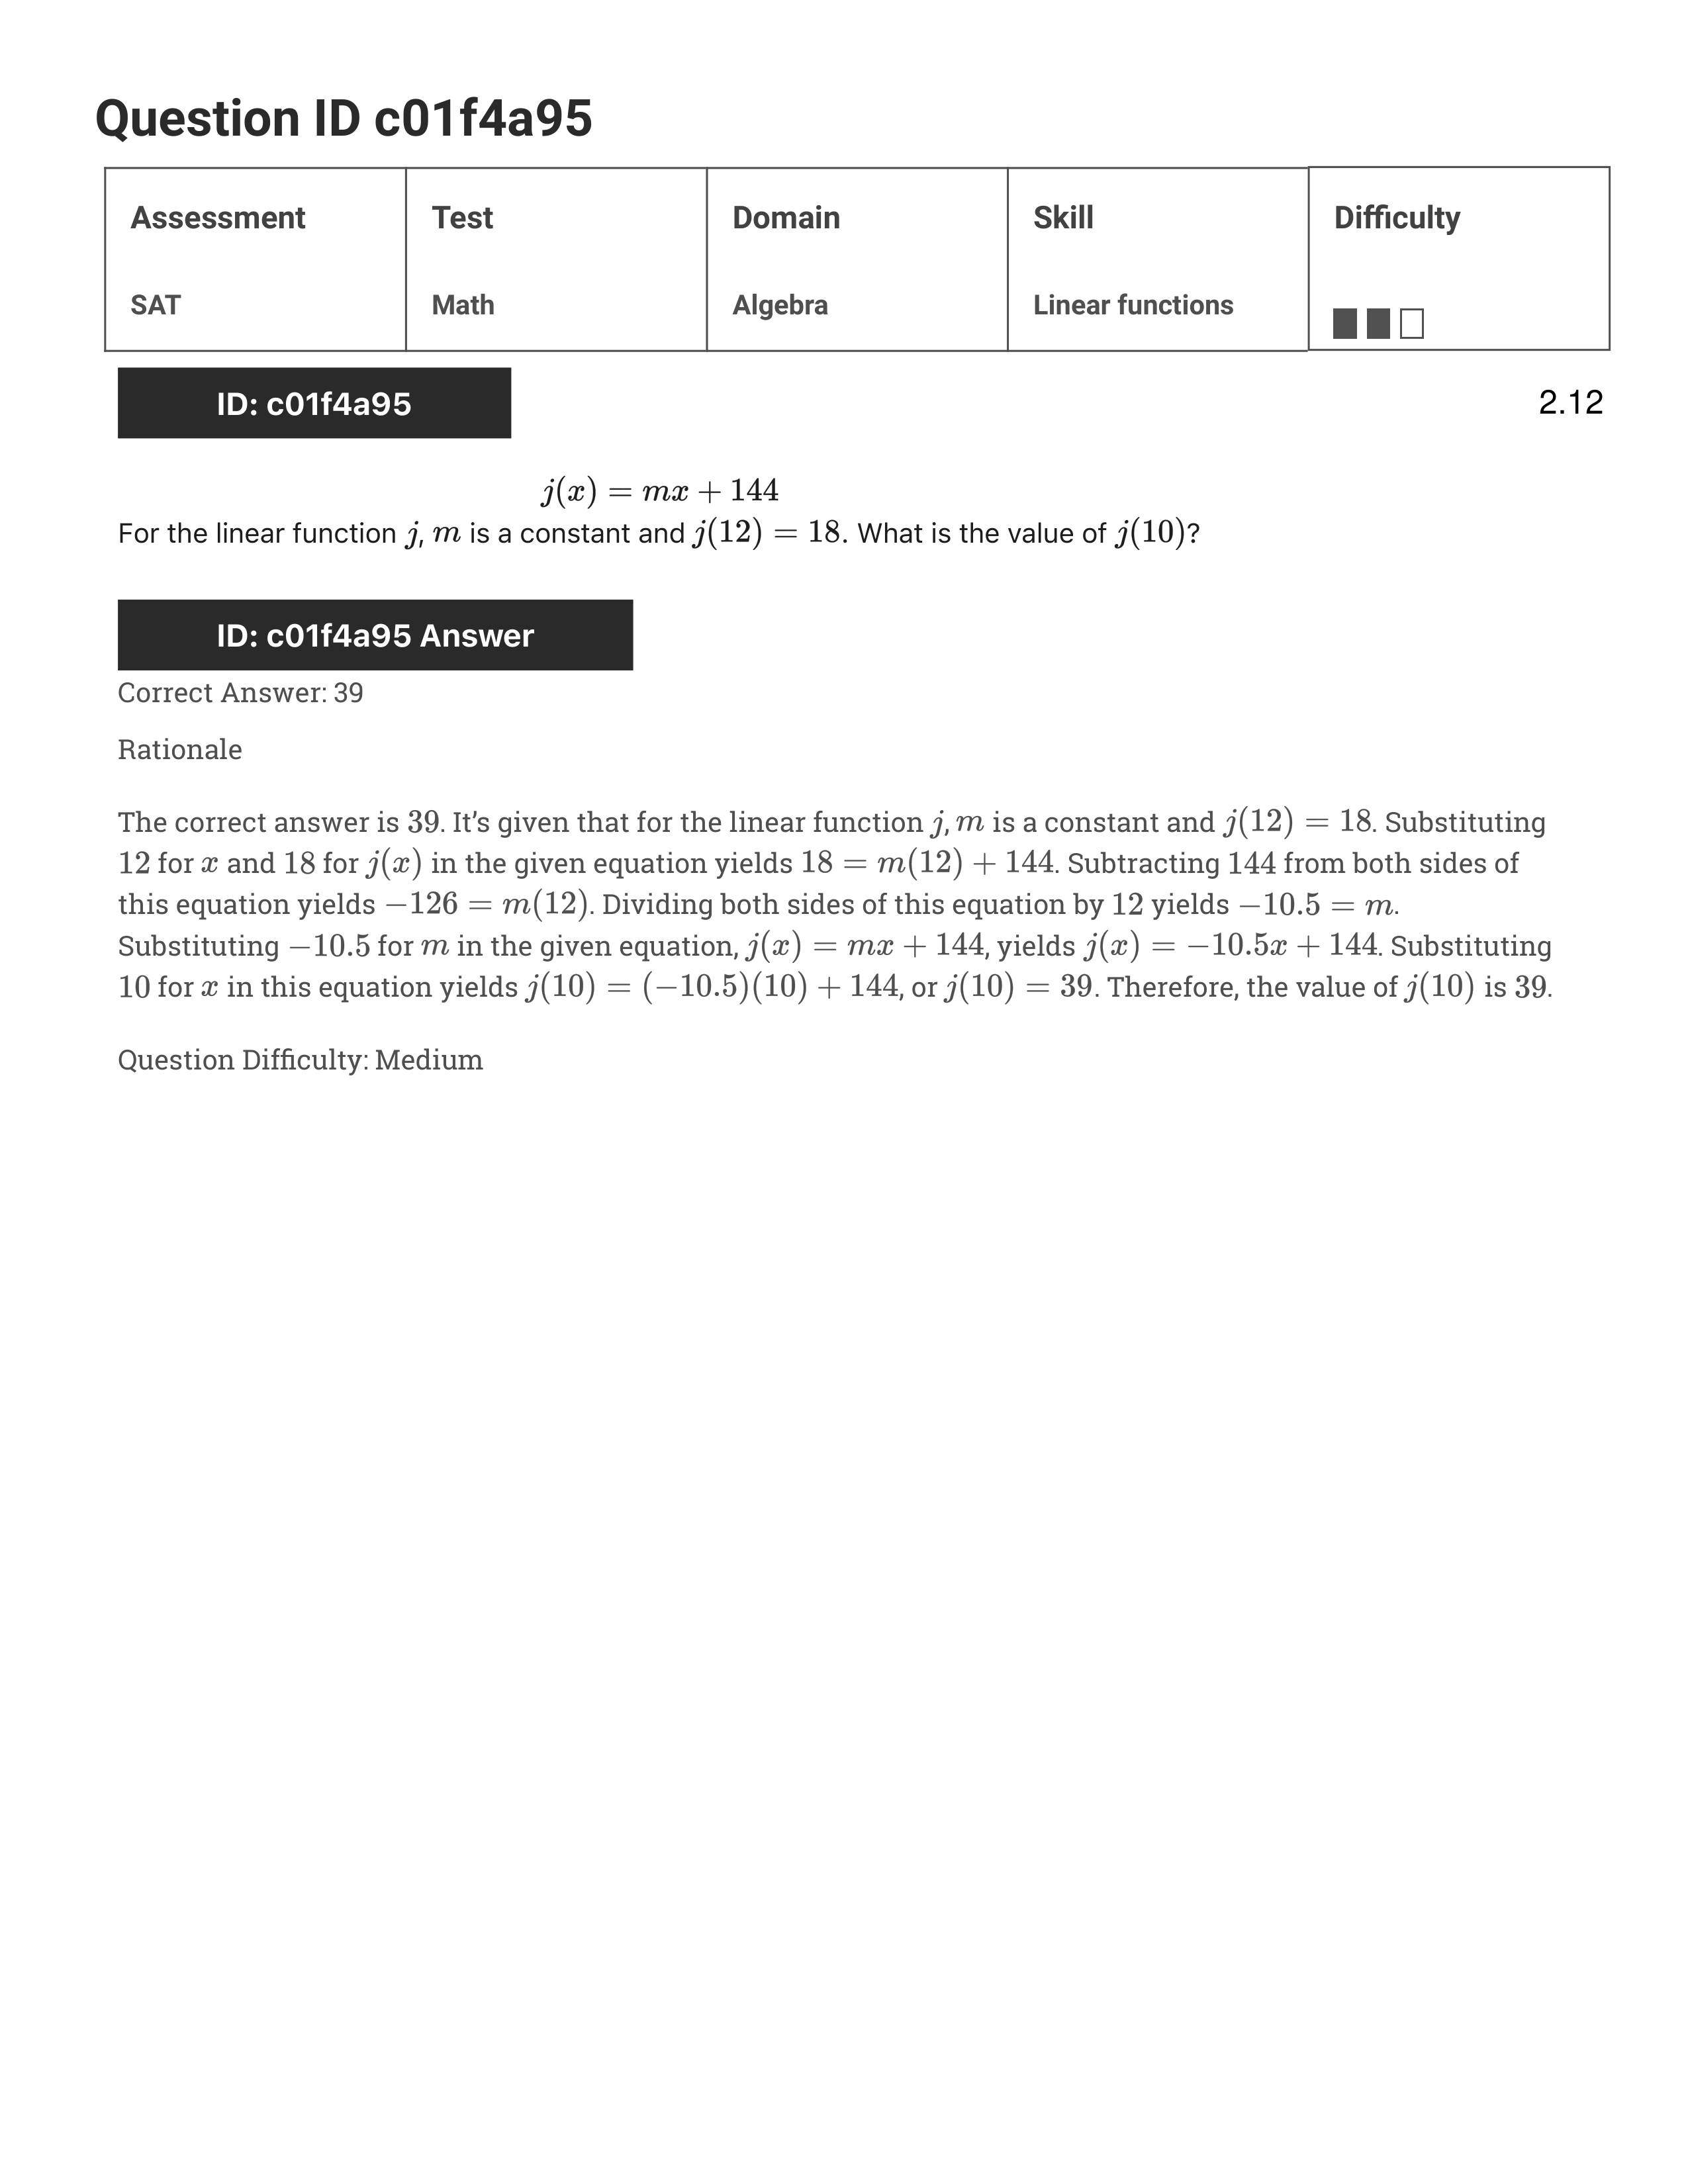 Question ID c01f4a95
Assessment Test Domain Skill Difficulty
SAT Math Algebra Linear functions
ID: c01f4a95 2.12
j(x) = mx + 144
For the linear function j, m is a constant and j(12) = 18. What is the value of j(10)?
ID: c01f4a95 Answer
Correct Answer: 39
Rationale
The correct answer is 39. It’s given that for the linear function j, m is a constant and j(12) = 18. Substituting
12 for x and 18 for j(x) in the given equation yields 18 = m(12) + 144. Subtracting 144 from both sides of
this equation yields −126 = m(12). Dividing both sides of this equation by 12 yields −10.5 = m.
Substituting −10.5 for m in the given equation, j(x) = mx + 144, yields j(x) = −10.5x + 144. Substituting
10 for x in this equation yields j(10) = (−10.5)(10) + 144, or j(10) = 39. Therefore, the value of j(10) is 39.
Question Difficulty: Medium